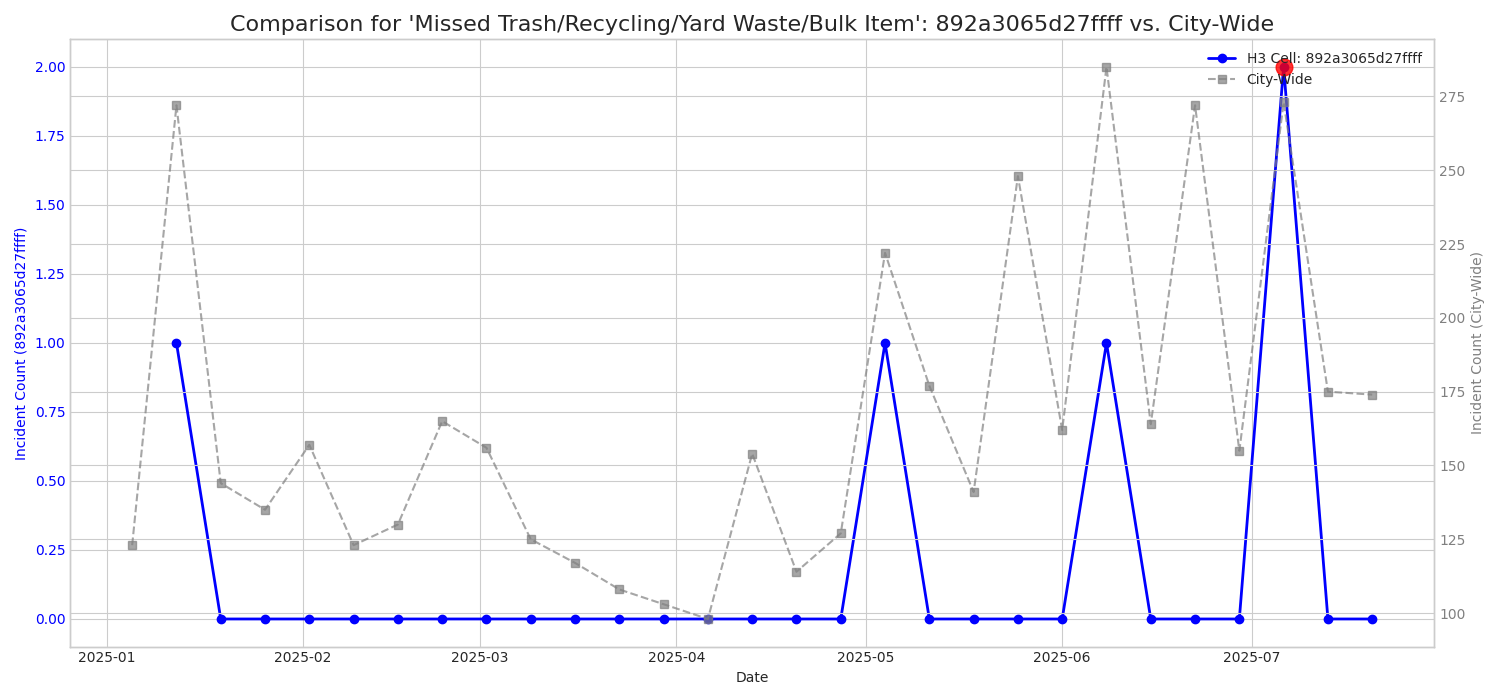 Comparison for 'Missed Trash/Recycling/Yard Waste/Bulk Item': 892a3065d27ffff vs. City-Wide
H3 Cell: 892a3065d27ffff
City-Wide
Incident Count (892a3065d27ffff)
2.00
1.75
1.50
1.25
1.00
0.75
0.50
0.25
0.00
Incident Count (City-Wide)
275
250
225
200
175
150
125
100
2025-01 2025-02 2025-03 2025-04 2025-05 2025-06 2025-07
Date